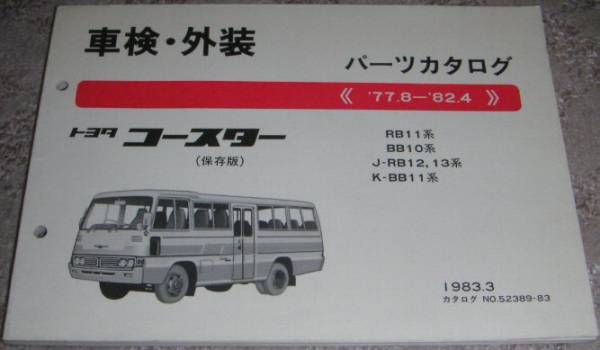 車検・外装
パーツカタログ
《 '77.8―'82.4 》
トヨタ コースター
(保存版)
RB11系
BB10系
J-RB12,13系
K-BB11系
1983.3
カタログ NO.52389-83